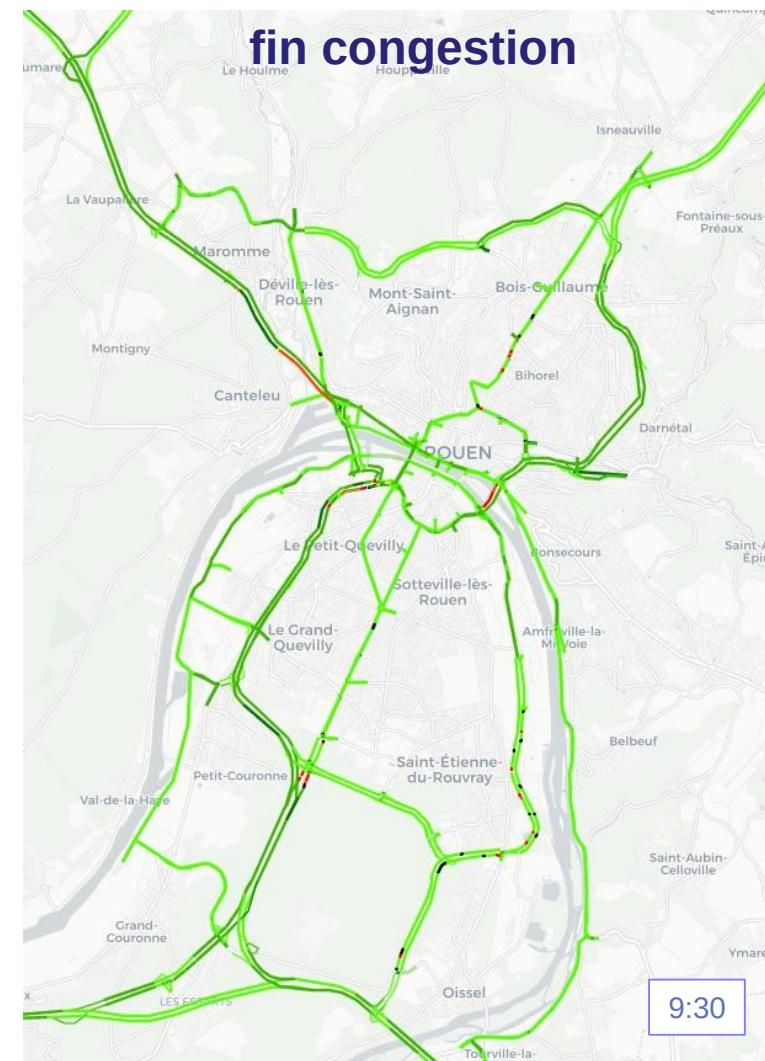 fin congestion
Le Houlme
Isneauville
La Vaupalière
Fontaine-sous-
Préaux
Maromme
Déville-lès-
Rouen
Mont-Saint-
Aignan
Bois-Guillaume
Montigny
Bihorel
Canteleu
Darnétal
ROUEN
Le Petit-Quevilly
Bonsecours
Sotteville-lès-
Rouen
Le Grand-
Quevilly
Amfreville-la-
Mi-Voie
Belbeuf
Saint-Étienne-
du-Rouvray
Petit-Couronne
Val-de-la-Haye
Saint-Aubin-
Celloville
Grand-
Couronne
Ymare
Oissel
LES ESSARTS
9:30
Tourville-la-